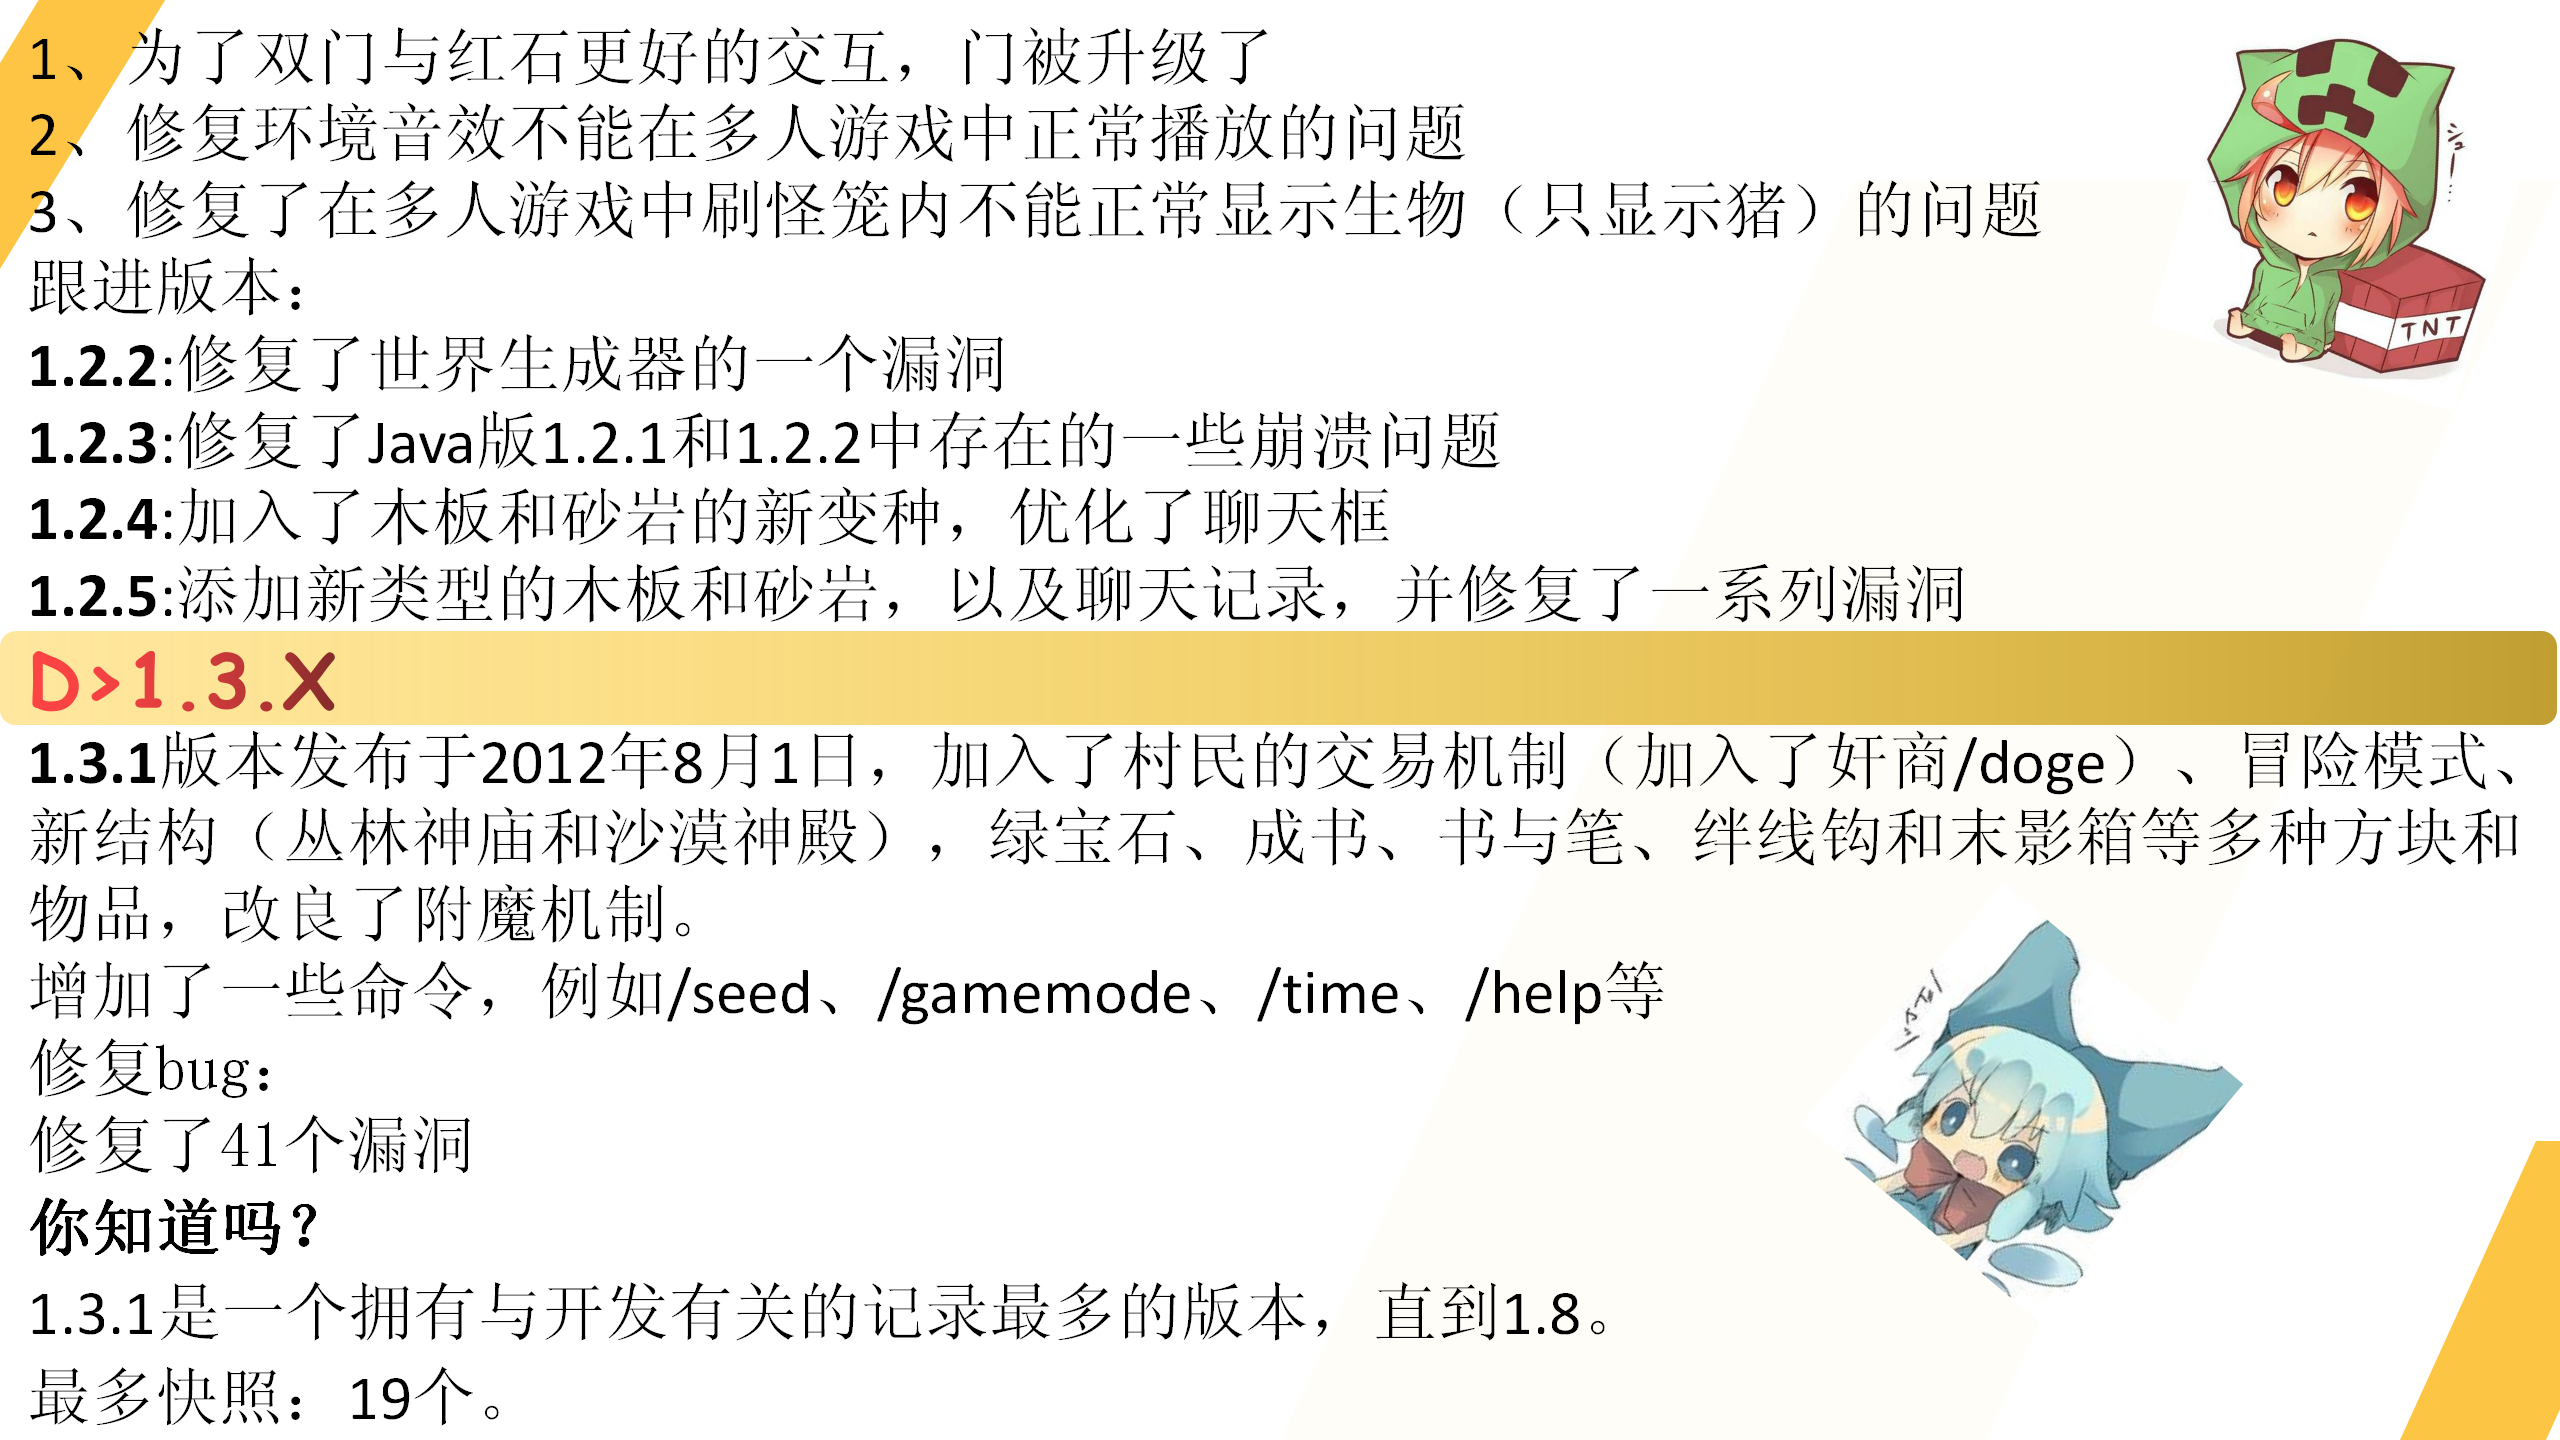 1、为了双门与红石更好的交互，门被升级了
2、修复环境音效不能在多人游戏中正常播放的问题
3、修复了在多人游戏中刷怪笼内不能正常显示生物（只显示猪）的问题
跟进版本：
1.2.2:修复了世界生成器的一个漏洞
1.2.3:修复了Java版1.2.1和1.2.2中存在的一些崩溃问题
1.2.4:加入了木板和砂岩的新变种，优化了聊天框
1.2.5:添加新类型的木板和砂岩，以及聊天记录，并修复了一系列漏洞
D>1.3.X
1.3.1版本发布于2012年8月1日，加入了村民的交易机制（加入了奸商/doge）、冒险模式、
新结构（丛林神庙和沙漠神殿），绿宝石、成书、书与笔、绊线钩和末影箱等多种方块和
物品，改良了附魔机制。
增加了一些命令，例如/seed、/gamemode、/time、/help等
修复bug：
修复了41个漏洞
你知道吗？
1.3.1是一个拥有与开发有关的记录最多的版本，直到1.8。
最多快照：19个。
TNT